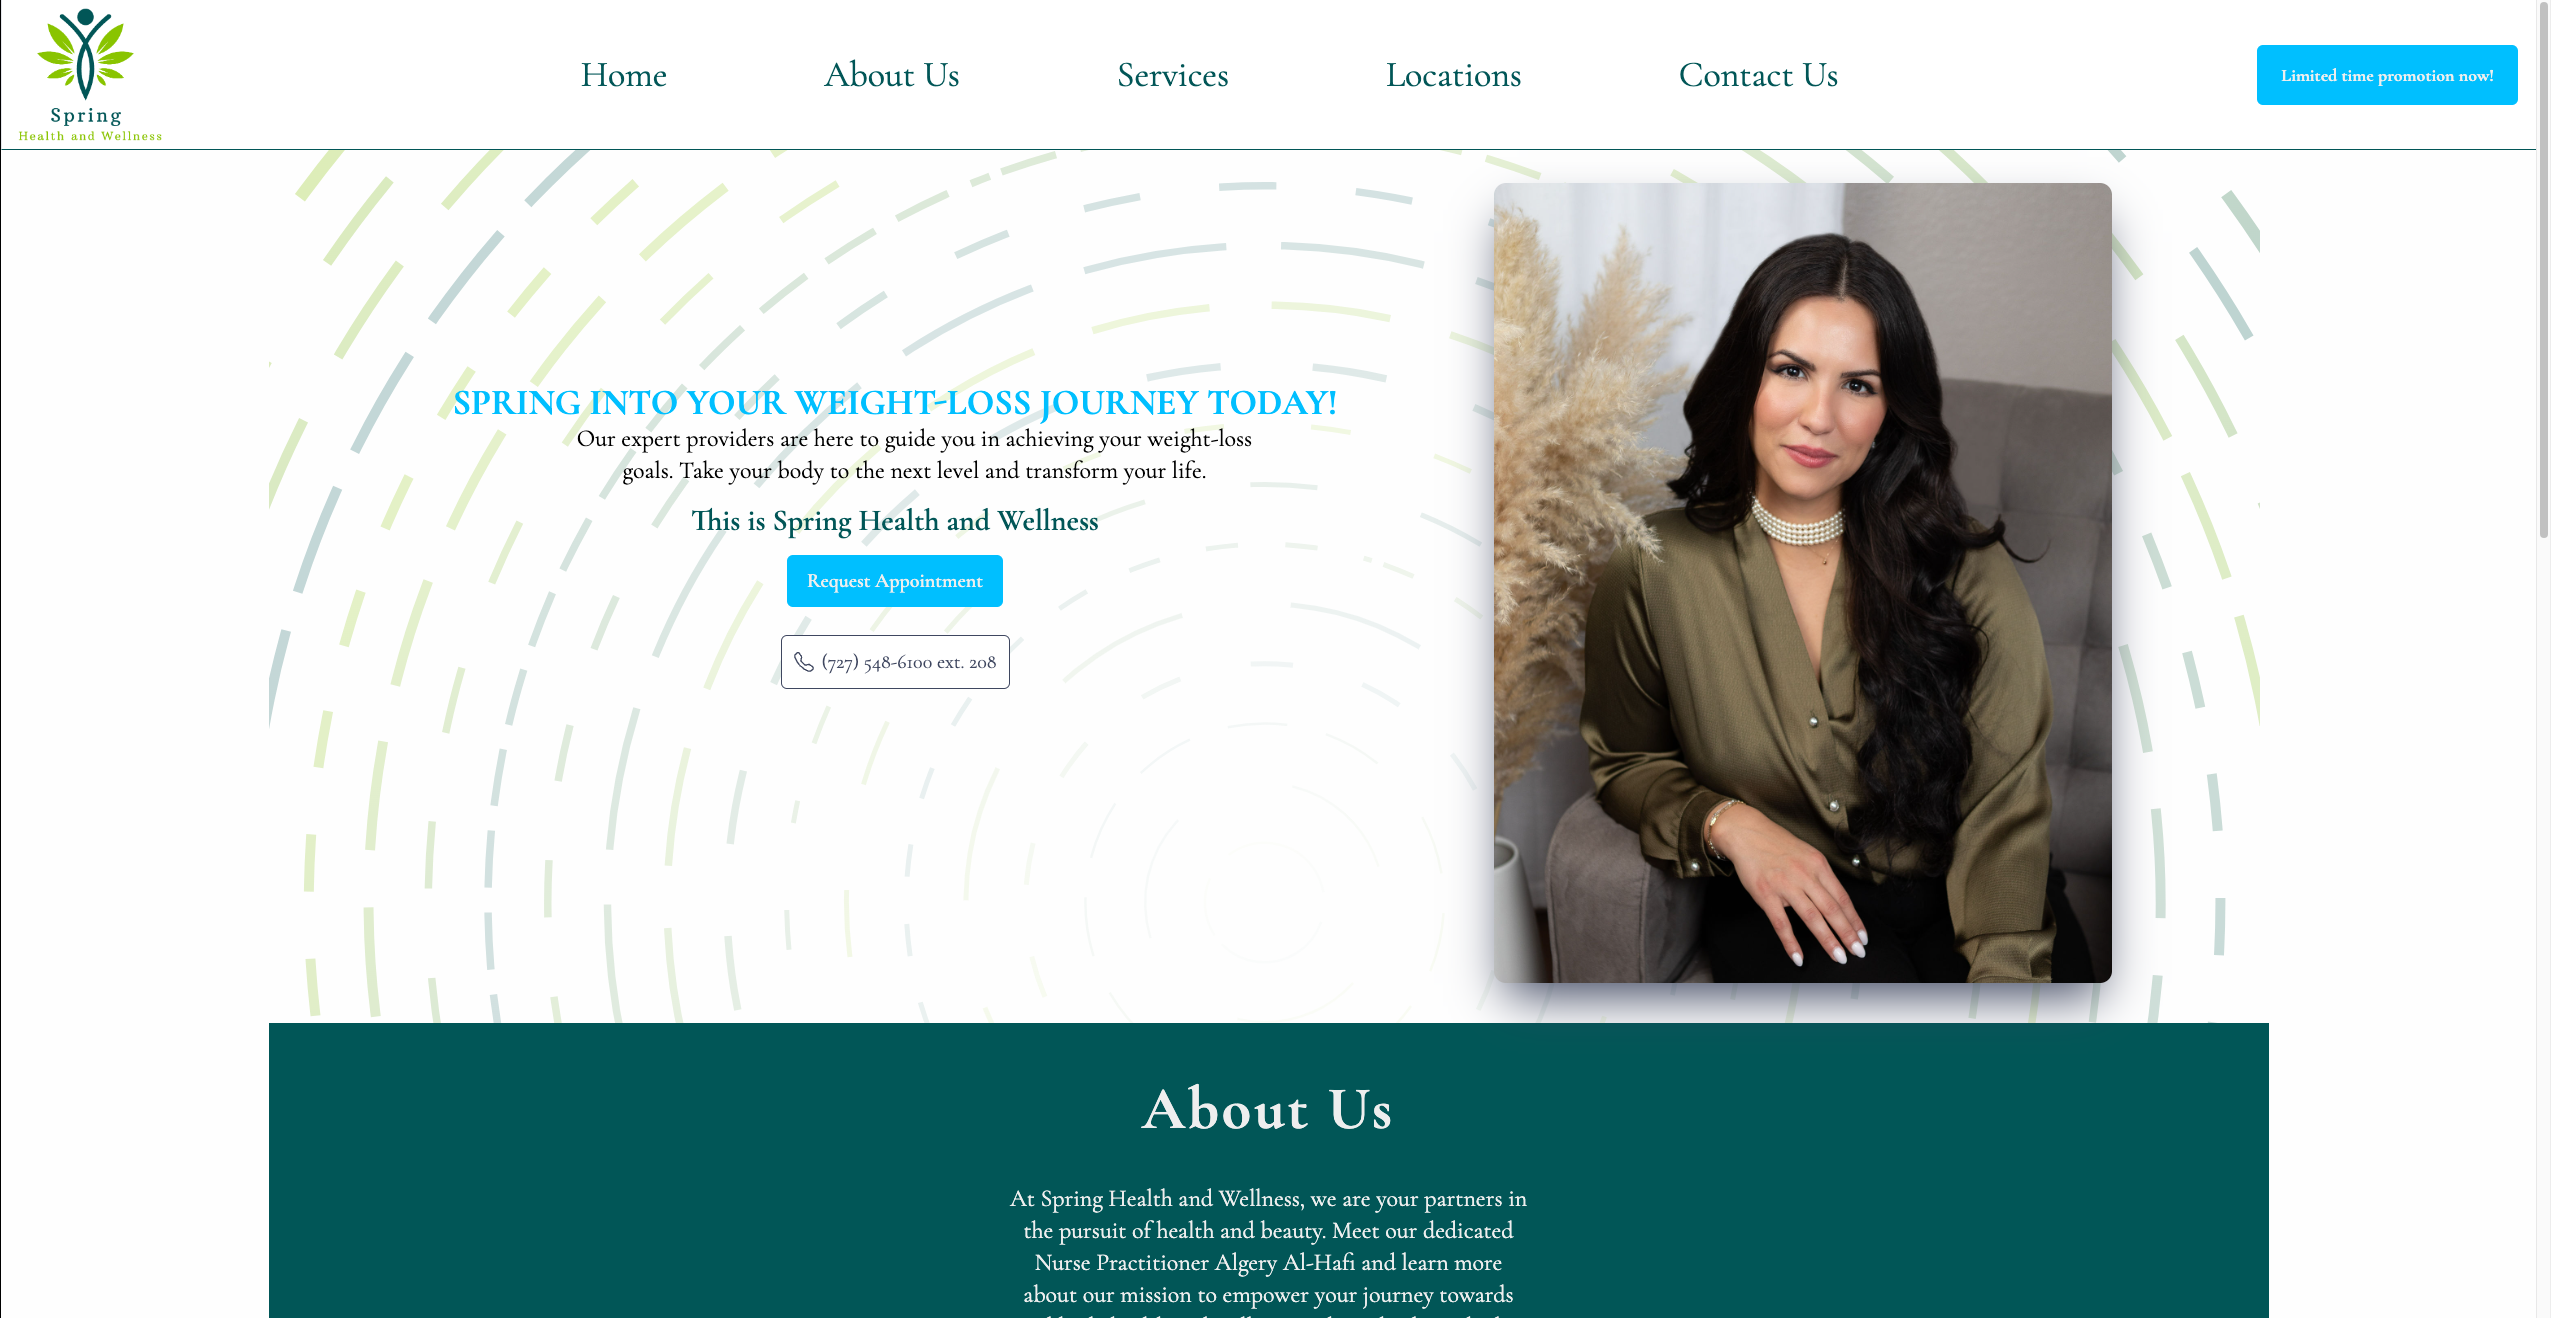 Spring
Health and Wellness
Home
About Us
Services
Locations
Contact Us
Limited time promotion now!
SPRING INTO YOUR WEIGHT-LOSS JOURNEY TODAY!
Our expert providers are here to guide you in achieving your weight-loss
goals. Take your body to the next level and transform your life.
This is Spring Health and Wellness
Request Appointment
(727) 548-6100 ext. 208
About Us
At Spring Health and Wellness, we are your partners in
the pursuit of health and beauty. Meet our dedicated
Nurse Practitioner Algery Al-Hafi and learn more
about our mission to empower your journey towards